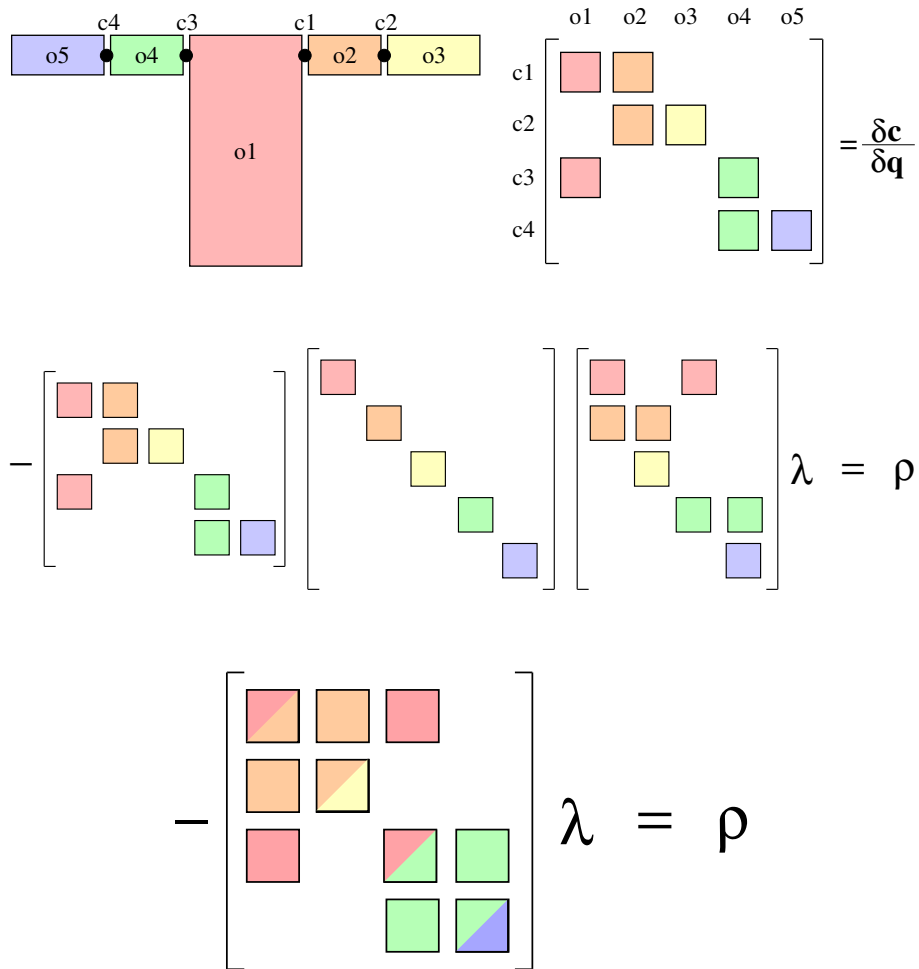 c4 c3 c1 c2
o5 o4 o2 o3
o1
o1 o2 o3 o4 o5
c1
c2
c3
c4
= δc
δq
− λ = ρ
− λ = ρ